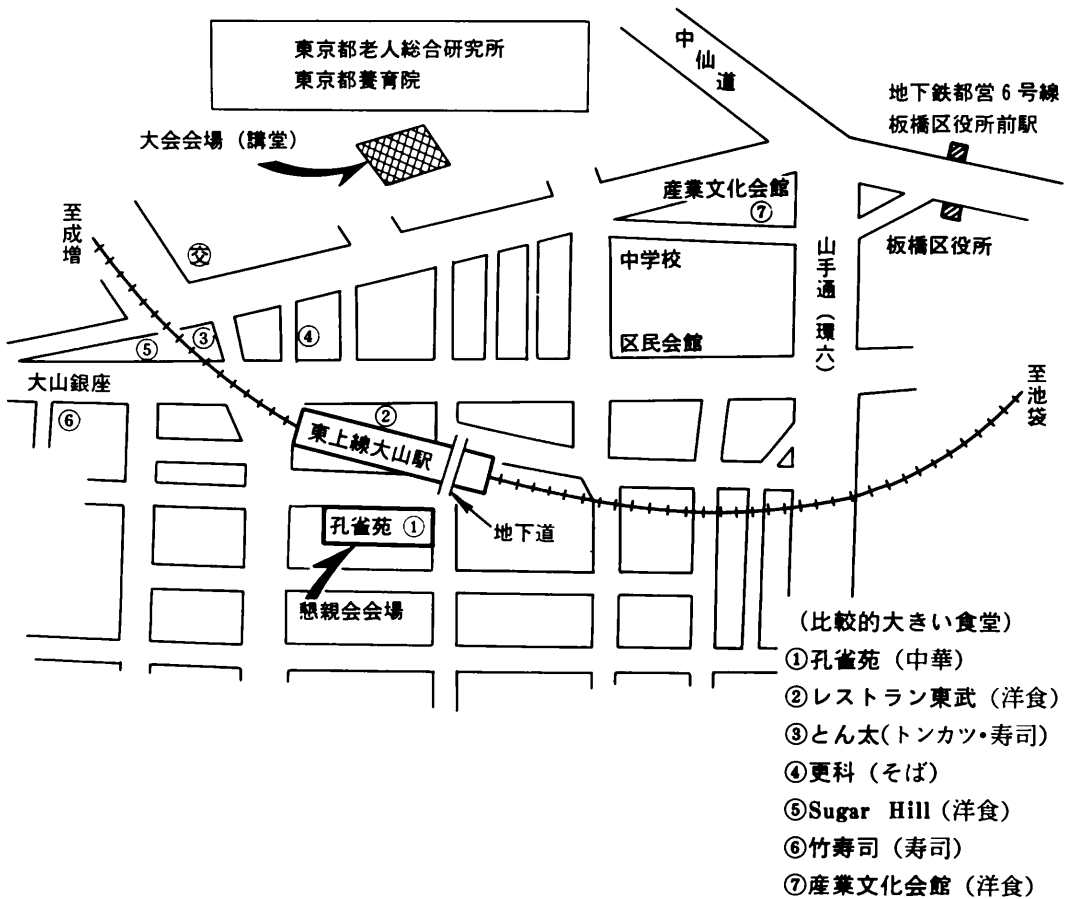 東京都老人総合研究所
東京都養育院
中仙道
地下鉄都営6号線
板橋区役所前駅
大会会場(講堂)
産業文化会館
⑦
至成増
交
中学校
山手通(環六)
板橋区役所
③
④
⑤
区民会館
大山銀座
至池袋
⑥
②
東上線大山駅
孔雀苑 ①
地下道
懇親会会場
(比較的大きい食堂)
①孔雀苑(中華)
②レストラン東武(洋食)
③とん太(トンカツ・寿司)
④更科(そば)
⑤Sugar Hill(洋食)
⑥竹寿司(寿司)
⑦産業文化会館(洋食)